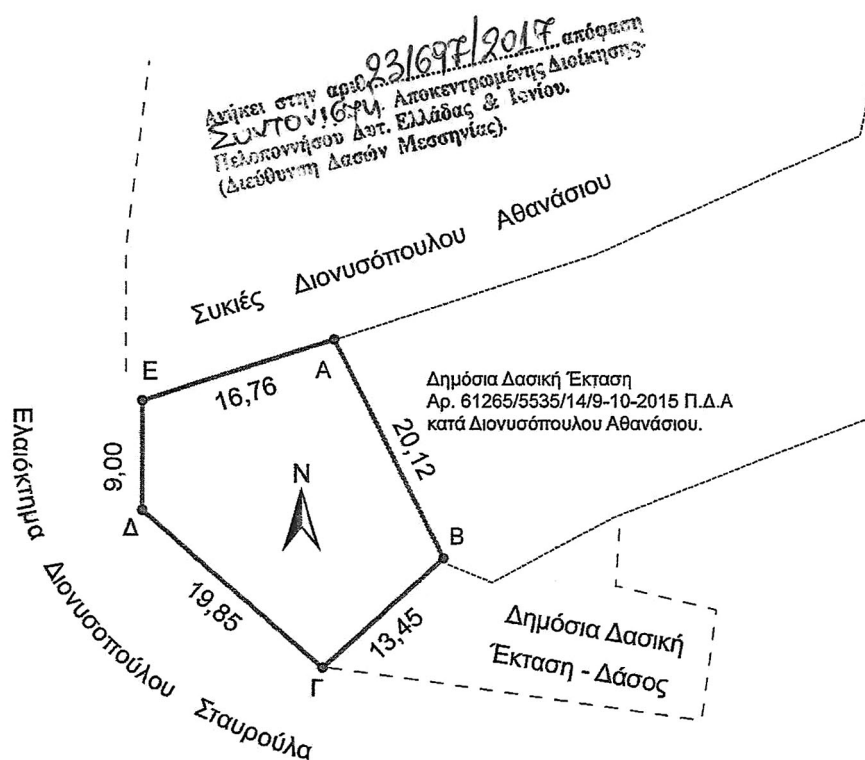 Ανήκει στην αριθ. 231697/2017 απόφαση
Συντονιστή Αποκεντρωμένης Διοίκησης
Πελοποννήσου Δυτ. Ελλάδας & Ιονίου.
(Διεύθυνση Δασών Μεσσηνίας).
Συκιές Διονυσόπουλου Αθανάσιου
Α
Ε
16,76
Δημόσια Δασική Έκταση
Αρ. 61265/5535/14/9-10-2015 Π.Δ.Α
κατά Διονυσόπουλου Αθανάσιου.
20,12
9,00
Ν
Δ
Β
19,85
13,45
Γ
Δημόσια Δασική
Έκταση - Δάσος
Ελαιόκτημα Διονυσοπούλου Σταυρούλα